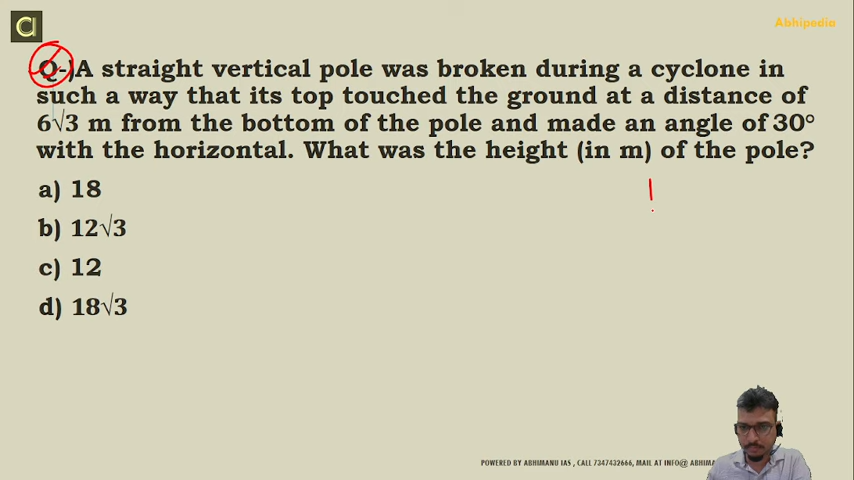 Abhipedia
Q-)A straight vertical pole was broken during a cyclone in
such a way that its top touched the ground at a distance of
6√3 m from the bottom of the pole and made an angle of 30°
with the horizontal. What was the height (in m) of the pole?
a) 18
b) 12√3
c) 12
d) 18√3
POWERED BY ABHIMANU IAS , CALL 7347432666, MAIL AT INFO@ ABHIMA